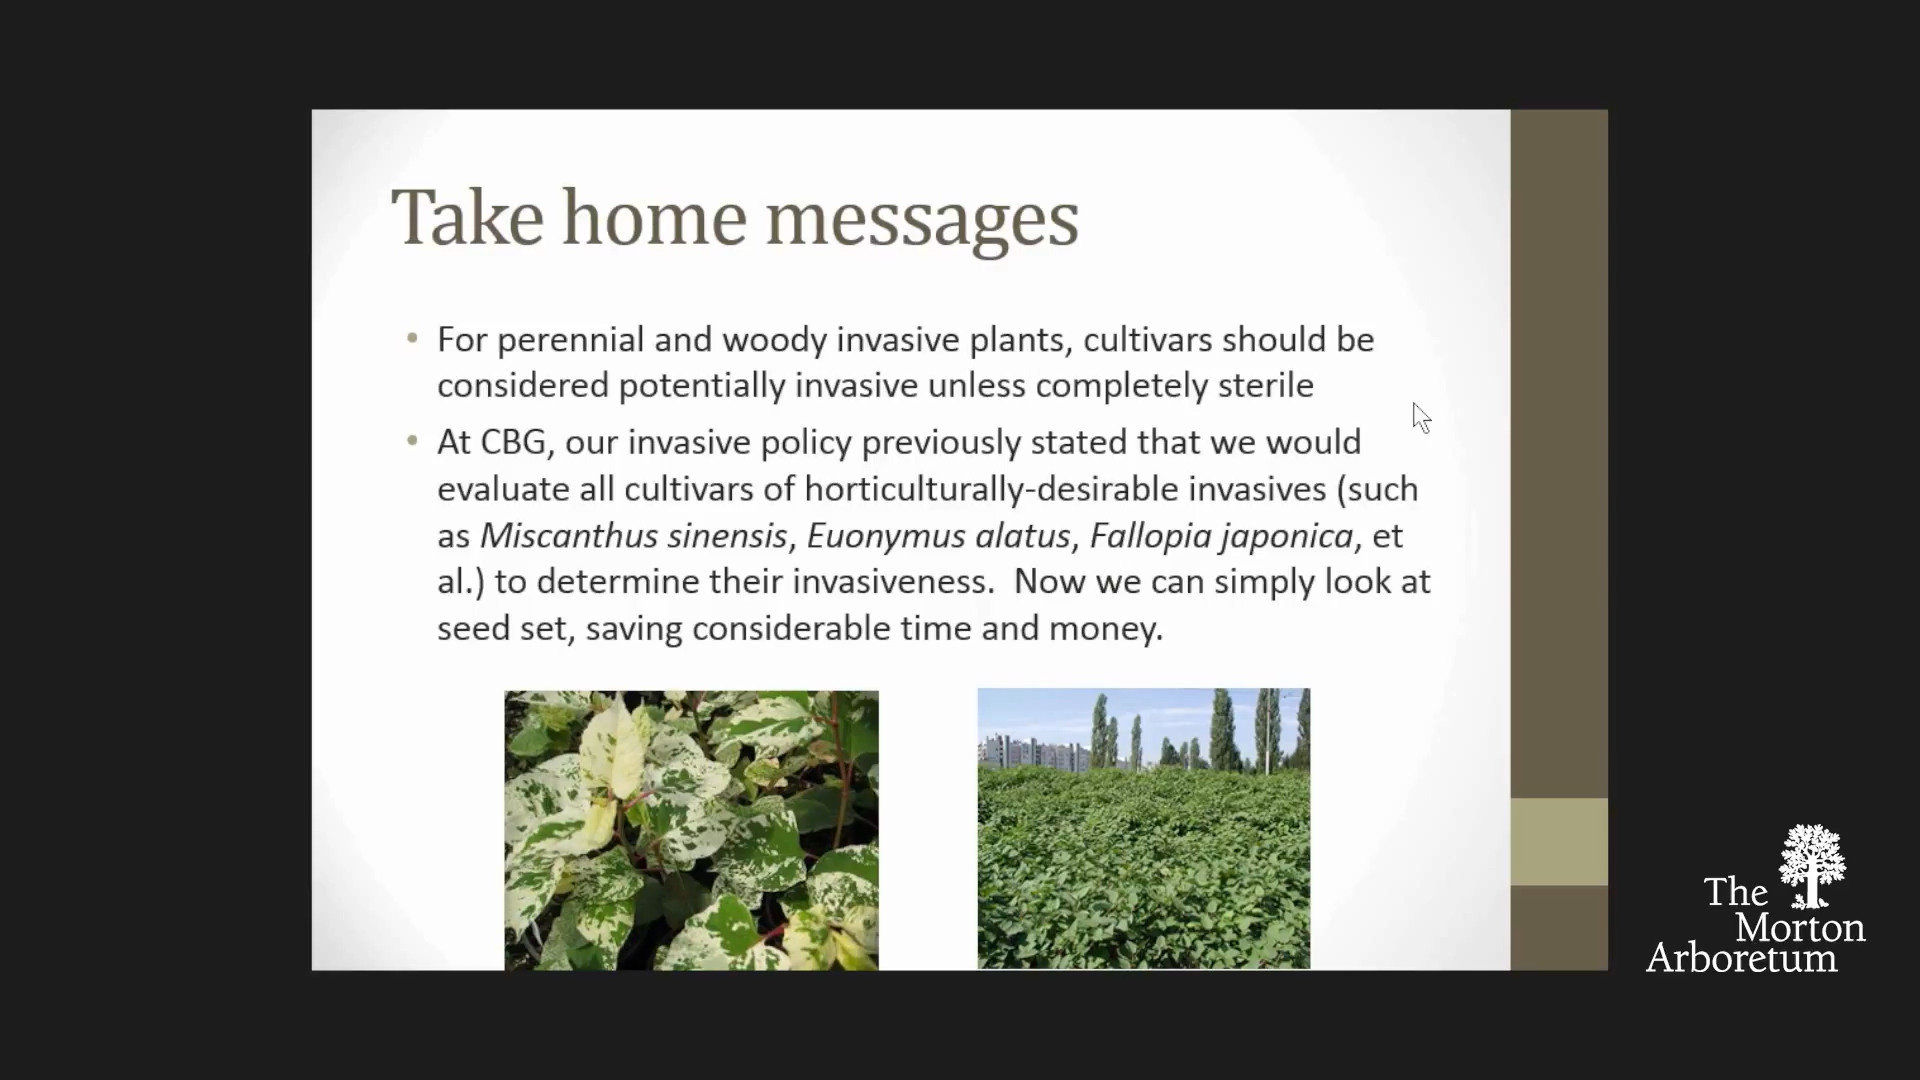 Take home messages
• For perennial and woody invasive plants, cultivars should be
considered potentially invasive unless completely sterile
• At CBG, our invasive policy previously stated that we would
evaluate all cultivars of horticulturally-desirable invasives (such
as Miscanthus sinensis, Euonymus alatus, Fallopia japonica, et
al.) to determine their invasiveness.  Now we can simply look at
seed set, saving considerable time and money.
The
Morton
Arboretum